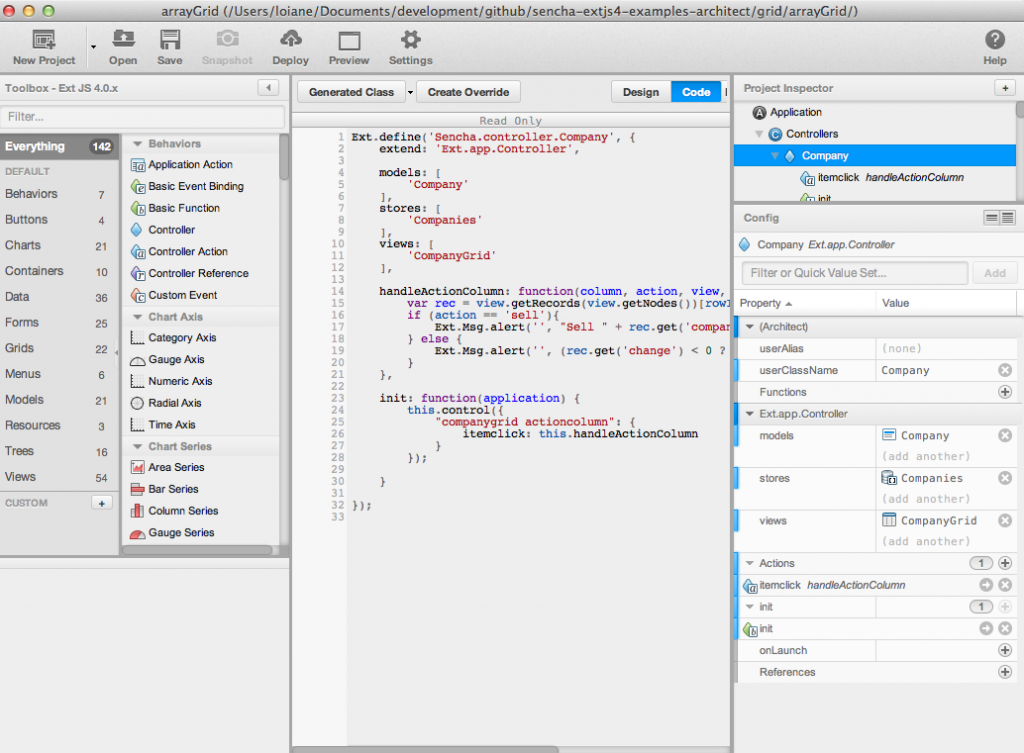 arrayGrid (/Users/loiane/Documents/development/github/sencha-extjs4-examples-architect/grid/arrayGrid/)
New Project
Open
Save
Snapshot
Deploy
Preview
Settings
Help
Toolbox - Ext JS 4.0.x
Filter...
Everything 142
DEFAULT
Behaviors 7
Buttons 4
Charts 21
Containers 10
Data 36
Forms 25
Grids 22
Menus 6
Models 21
Resources 3
Trees 16
Views 54
CUSTOM +
Behaviors
Application Action
Basic Event Binding
Basic Function
Controller
Controller Action
Controller Reference
Custom Event
Chart Axis
Category Axis
Gauge Axis
Numeric Axis
Radial Axis
Time Axis
Chart Series
Area Series
Bar Series
Column Series
Gauge Series
Generated Class
Create Override
Design
Code
Read Only
1 Ext.define('Sencha.controller.Company', {
2 extend: 'Ext.app.Controller',
3
4 models: [
5 'Company'
6 ],
7 stores: [
8 'Companies'
9 ],
10 views: [
11 'CompanyGrid'
12 ],
13
14 handleActionColumn: function(column, action, view,
15 var rec = view.getRecords(view.getNodes())[rowI
16 if (action == 'sell'){
17 Ext.Msg.alert('', "Sell " + rec.get('compan
18 } else {
19 Ext.Msg.alert('', (rec.get('change') < 0 ?
20 }
21 },
22
23 init: function(application) {
24 this.control({
25 "companygrid actioncolumn": {
26 itemclick: this.handleActionColumn
27 }
28 });
29
30 }
31
32 });
33
Project Inspector +
Application
Controllers
Company
itemclick handleActionColumn
init
Config
Company Ext.app.Controller
Filter or Quick Value Set... Add
Property Value
(Architect)
userAlias (none)
userClassName Company
Functions
Ext.app.Controller
models Company
(add another)
stores Companies
(add another)
views CompanyGrid
(add another)
Actions 1
itemclick handleActionColumn
init 1
init
onLaunch
References